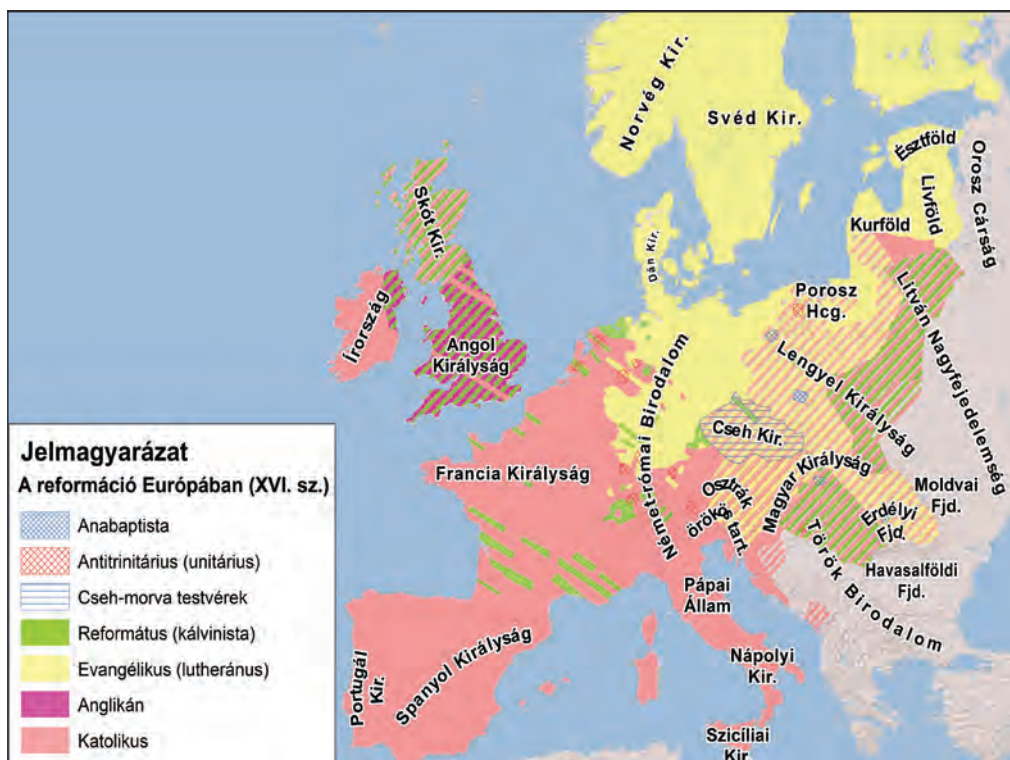 Norvég Kir.
Svéd Kir.
Észtföld
Orosz Cárság
Livföld
Skót Kir.
Kurföld
Dán Kir.
Írország
Porosz
Hcg.
Litván Nagyfejedelemség
Angol
Királyság
Német-római Birodalom
Lengyel Királyság
Cseh Kir.
Francia Királyság
Magyar Királyság
Osztrák
örökös tart.
Moldvai
Fjd.
Erdélyi
Fjd.
Török Birodalom
Havasalföldi
Fjd.
Pápai
Állam
Portugál
Kir.
Spanyol Királyság
Nápolyi
Kir.
Szicíliai
Kir
Jelmagyarázat
A reformáció Európában (XVI. sz.)
Anabaptista
Antitrinitárius (unitárius)
Cseh-morva testvérek
Református (kálvinista)
Evangélikus (lutheránus)
Anglikán
Katolikus